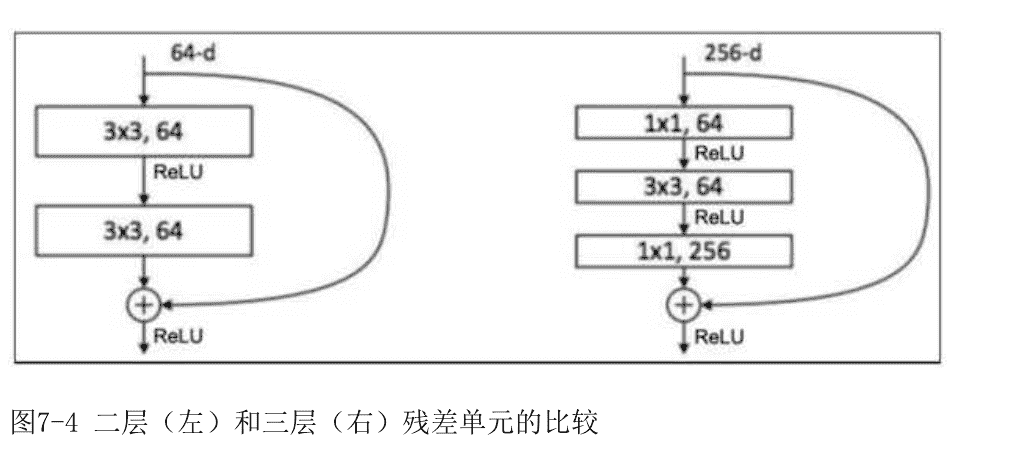 64-d
3x3, 64
ReLU
3x3, 64
ReLU
256-d
1x1, 64
ReLU
3x3, 64
ReLU
1x1, 256
ReLU
图7-4 二层（左）和三层（右）残差单元的比较